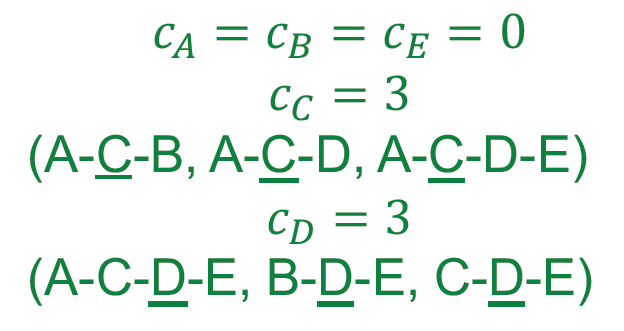 c_A = c_B = c_E = 0
c_C = 3
(A-C-B, A-C-D, A-C-D-E)
c_D = 3
(A-C-D-E, B-D-E, C-D-E)